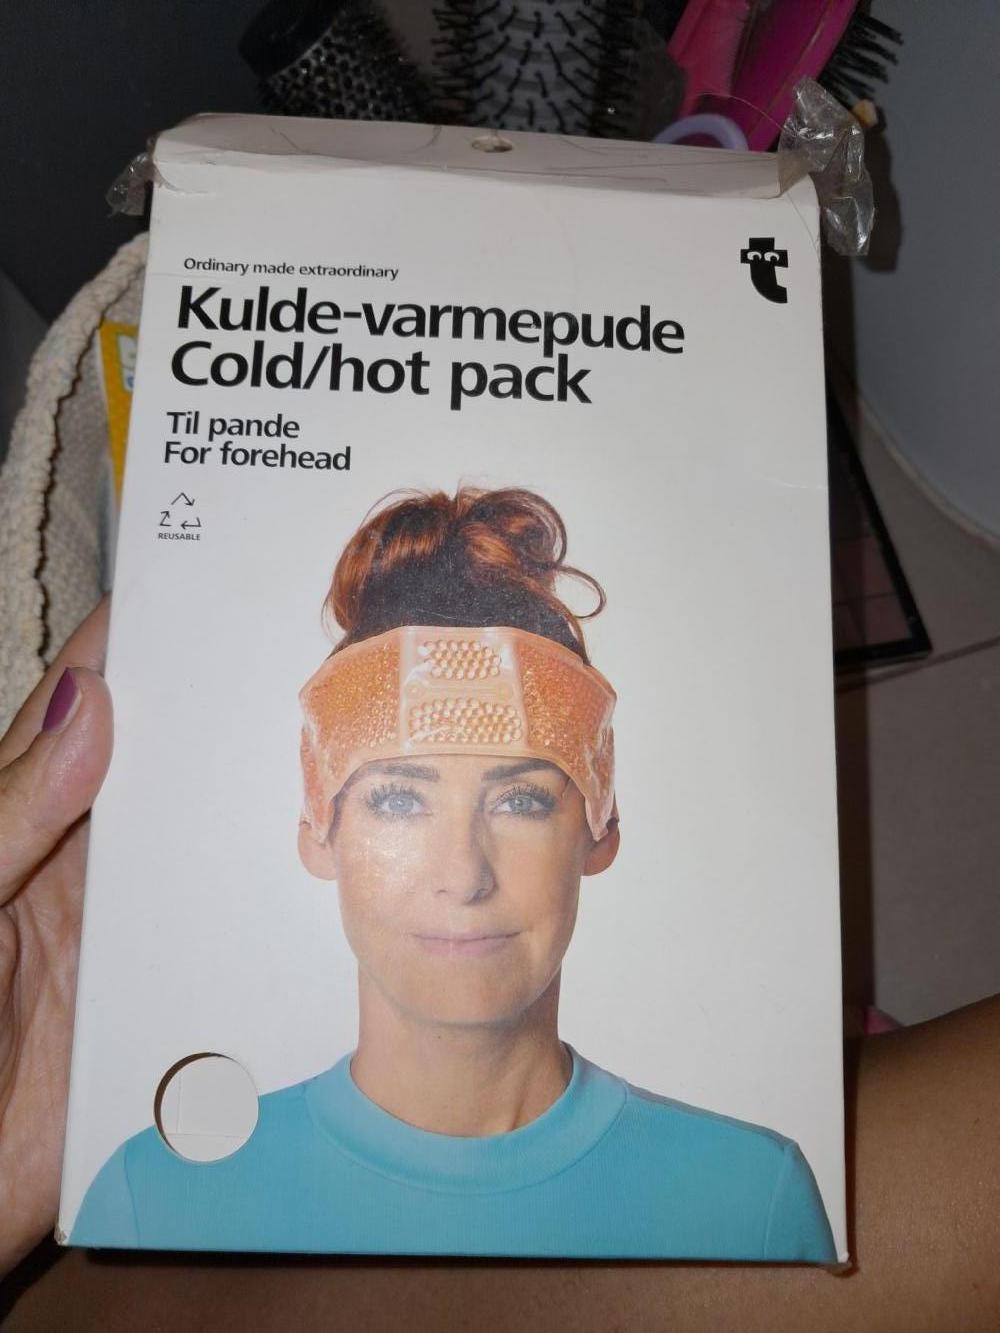 Ordinary made extraordinary
Kulde-varmepude
Cold/hot pack
Til pande
For forehead
REUSABLE